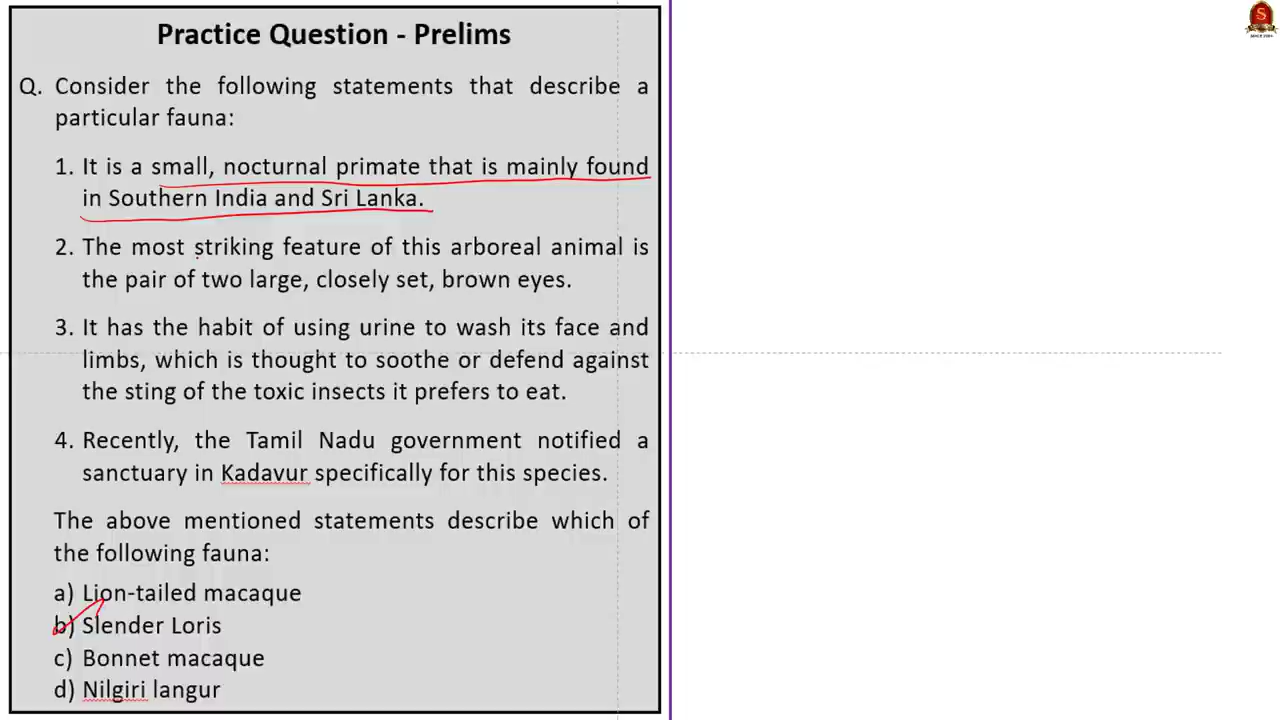 Practice Question - Prelims
Q. Consider the following statements that describe a
particular fauna:
1. It is a small, nocturnal primate that is mainly found
in Southern India and Sri Lanka.
2. The most striking feature of this arboreal animal is
the pair of two large, closely set, brown eyes.
3. It has the habit of using urine to wash its face and
limbs, which is thought to soothe or defend against
the sting of the toxic insects it prefers to eat.
4. Recently, the Tamil Nadu government notified a
sanctuary in Kadavur specifically for this species.
The above mentioned statements describe which of
the following fauna:
a) Lion-tailed macaque
b) Slender Loris
c) Bonnet macaque
d) Nilgiri langur
S